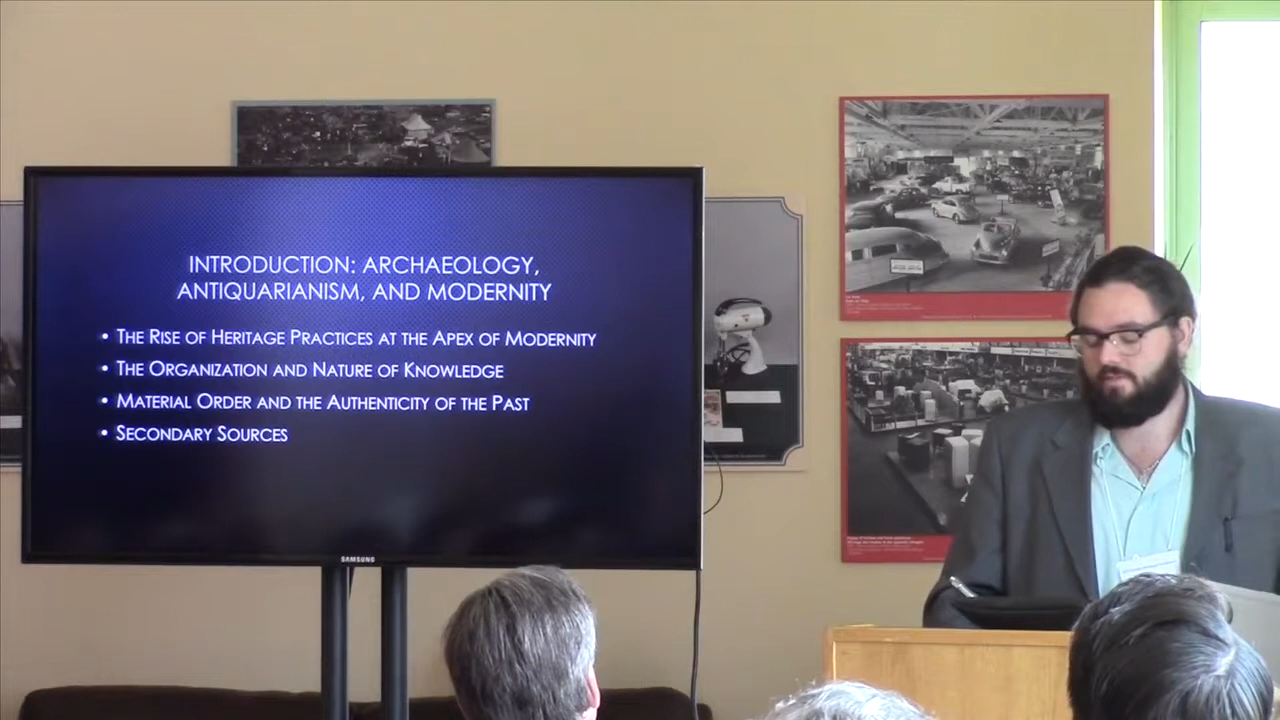 INTRODUCTION: ARCHAEOLOGY,
ANTIQUARIANISM, AND MODERNITY
• THE RISE OF HERITAGE PRACTICES AT THE APEX OF MODERNITY
• THE ORGANIZATION AND NATURE OF KNOWLEDGE
• MATERIAL ORDER AND THE AUTHENTICITY OF THE PAST
• SECONDARY SOURCES
SAMSUNG